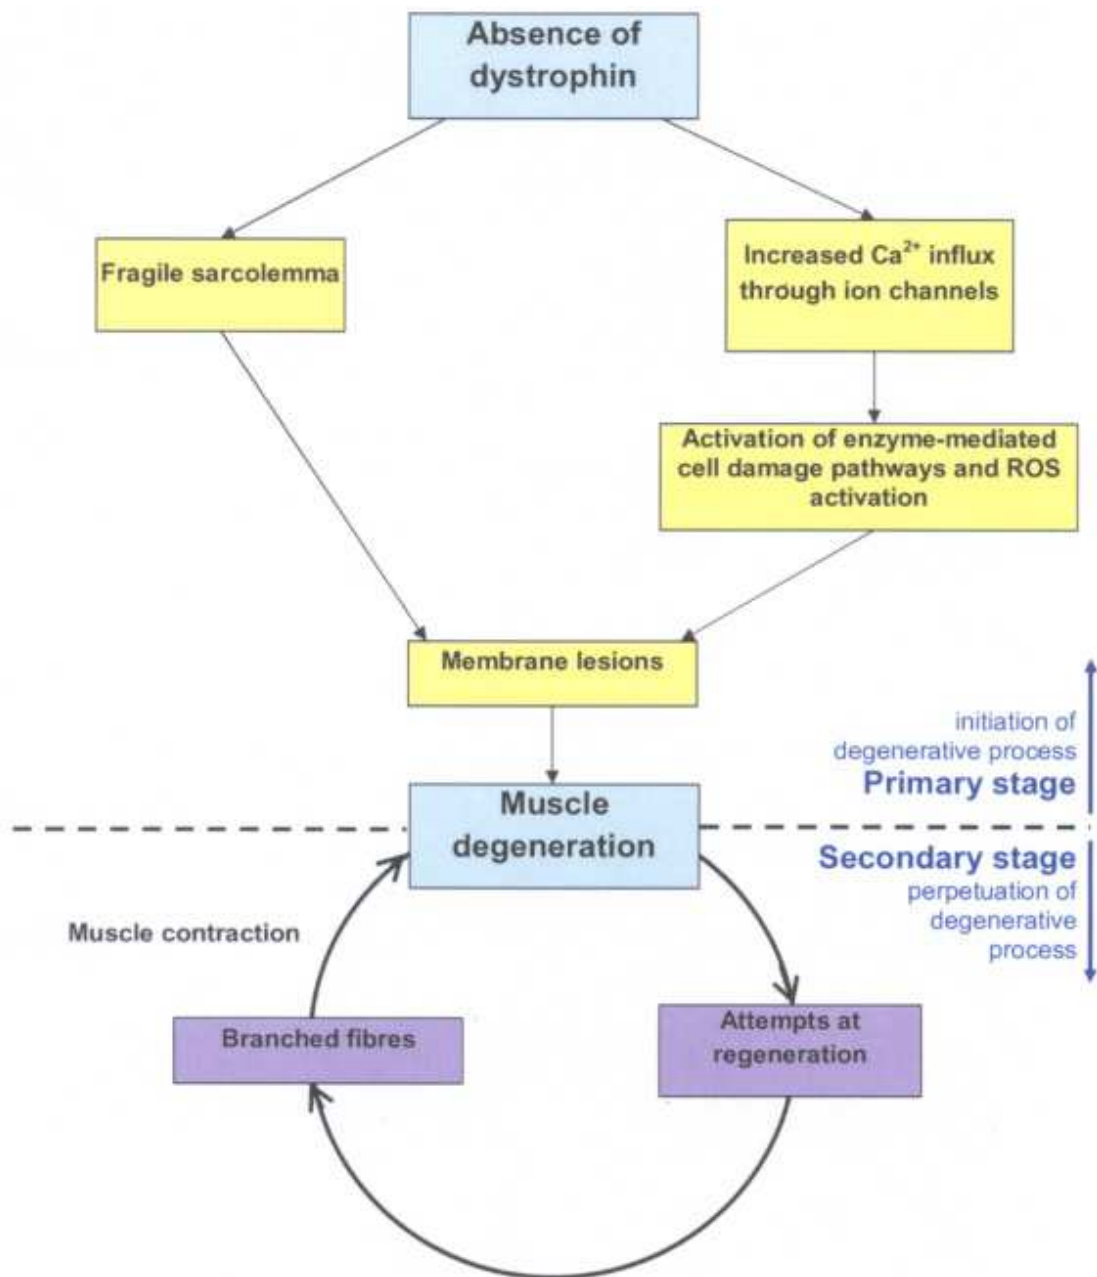 Absence of
dystrophin
Fragile sarcolemma
Increased Ca²⁺ influx
through ion channels
Activation of enzyme-mediated
cell damage pathways and ROS
activation
Membrane lesions
initiation of
degenerative process
Primary stage
Muscle
degeneration
Secondary stage
perpetuation of
degenerative
process
Muscle contraction
Branched fibres
Attempts at
regeneration